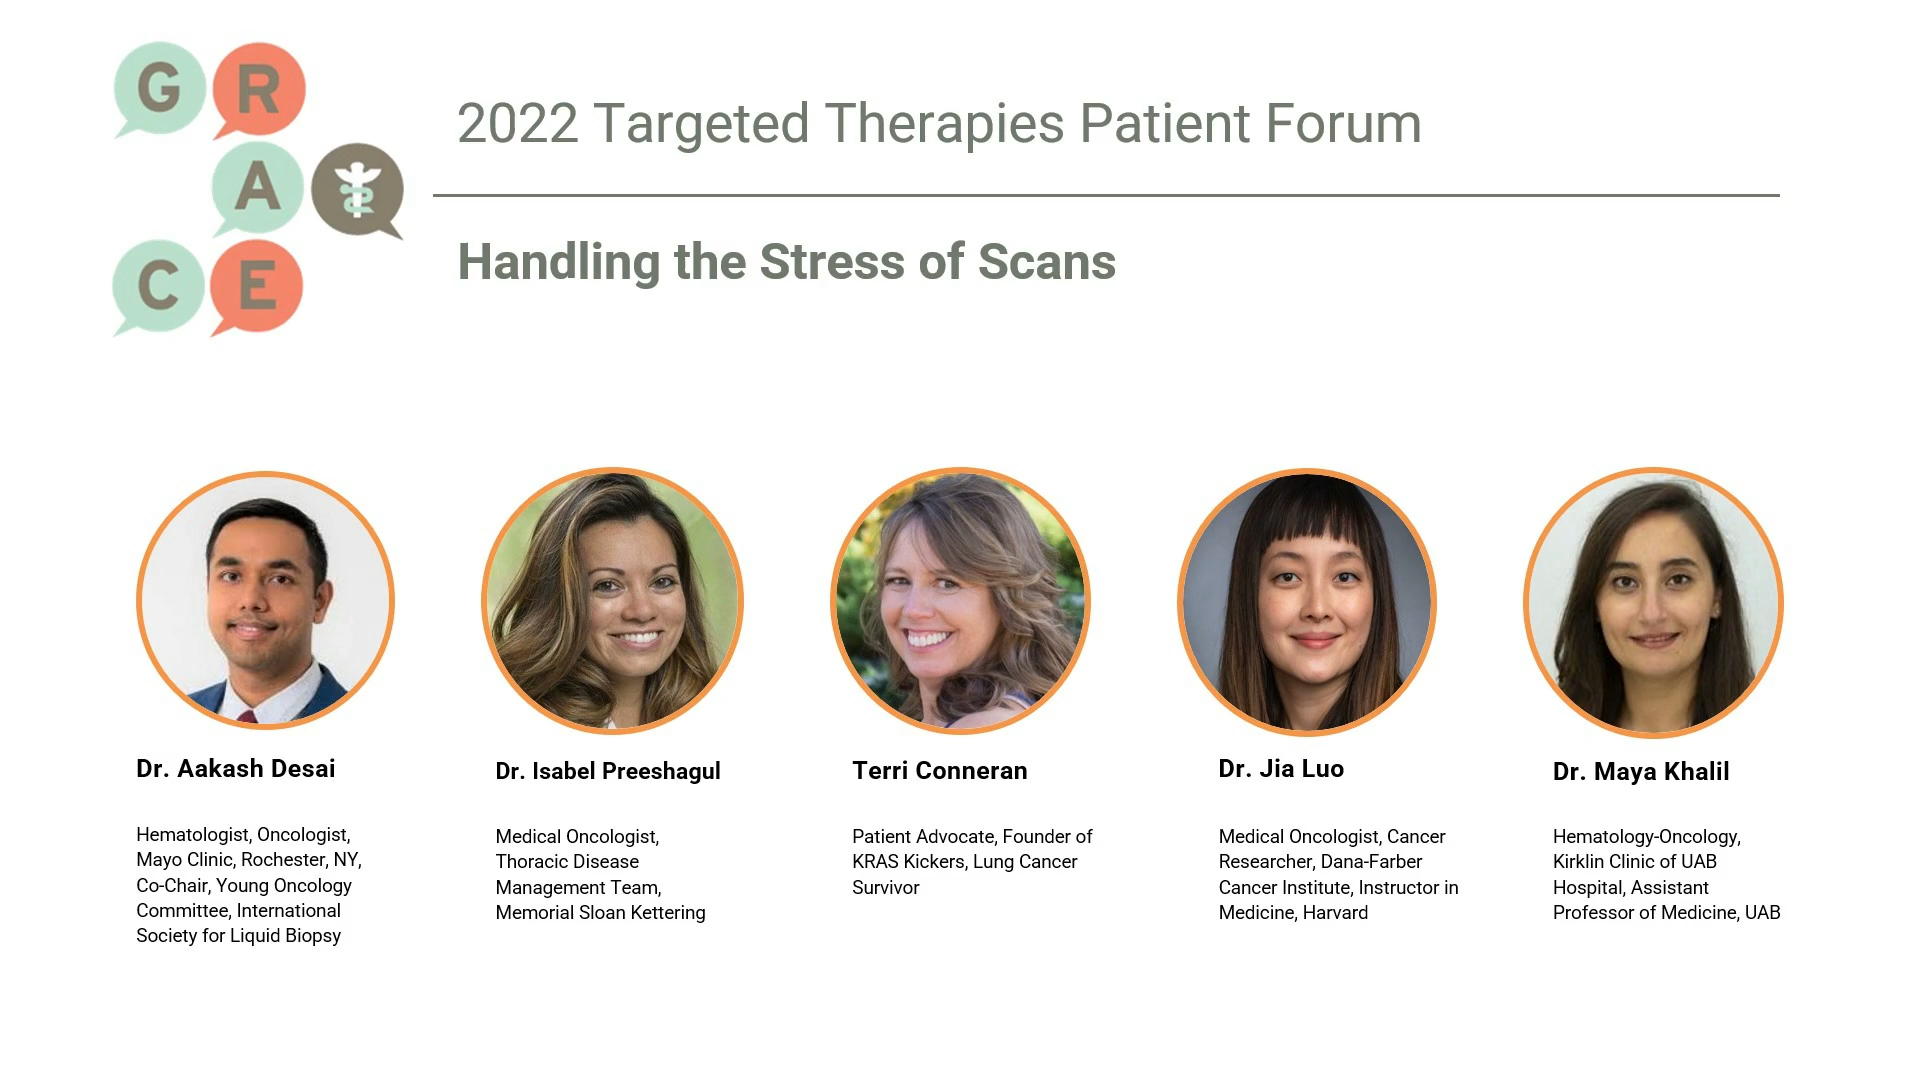 G R
A
C E
2022 Targeted Therapies Patient Forum
Handling the Stress of Scans
Dr. Aakash Desai
Hematologist, Oncologist,
Mayo Clinic, Rochester, NY,
Co-Chair, Young Oncology
Committee, International
Society for Liquid Biopsy
Dr. Isabel Preeshagul
Medical Oncologist,
Thoracic Disease
Management Team,
Memorial Sloan Kettering
Terri Conneran
Patient Advocate, Founder of
KRAS Kickers, Lung Cancer
Survivor
Dr. Jia Luo
Medical Oncologist, Cancer
Researcher, Dana-Farber
Cancer Institute, Instructor in
Medicine, Harvard
Dr. Maya Khalil
Hematology-Oncology,
Kirklin Clinic of UAB
Hospital, Assistant
Professor of Medicine, UAB